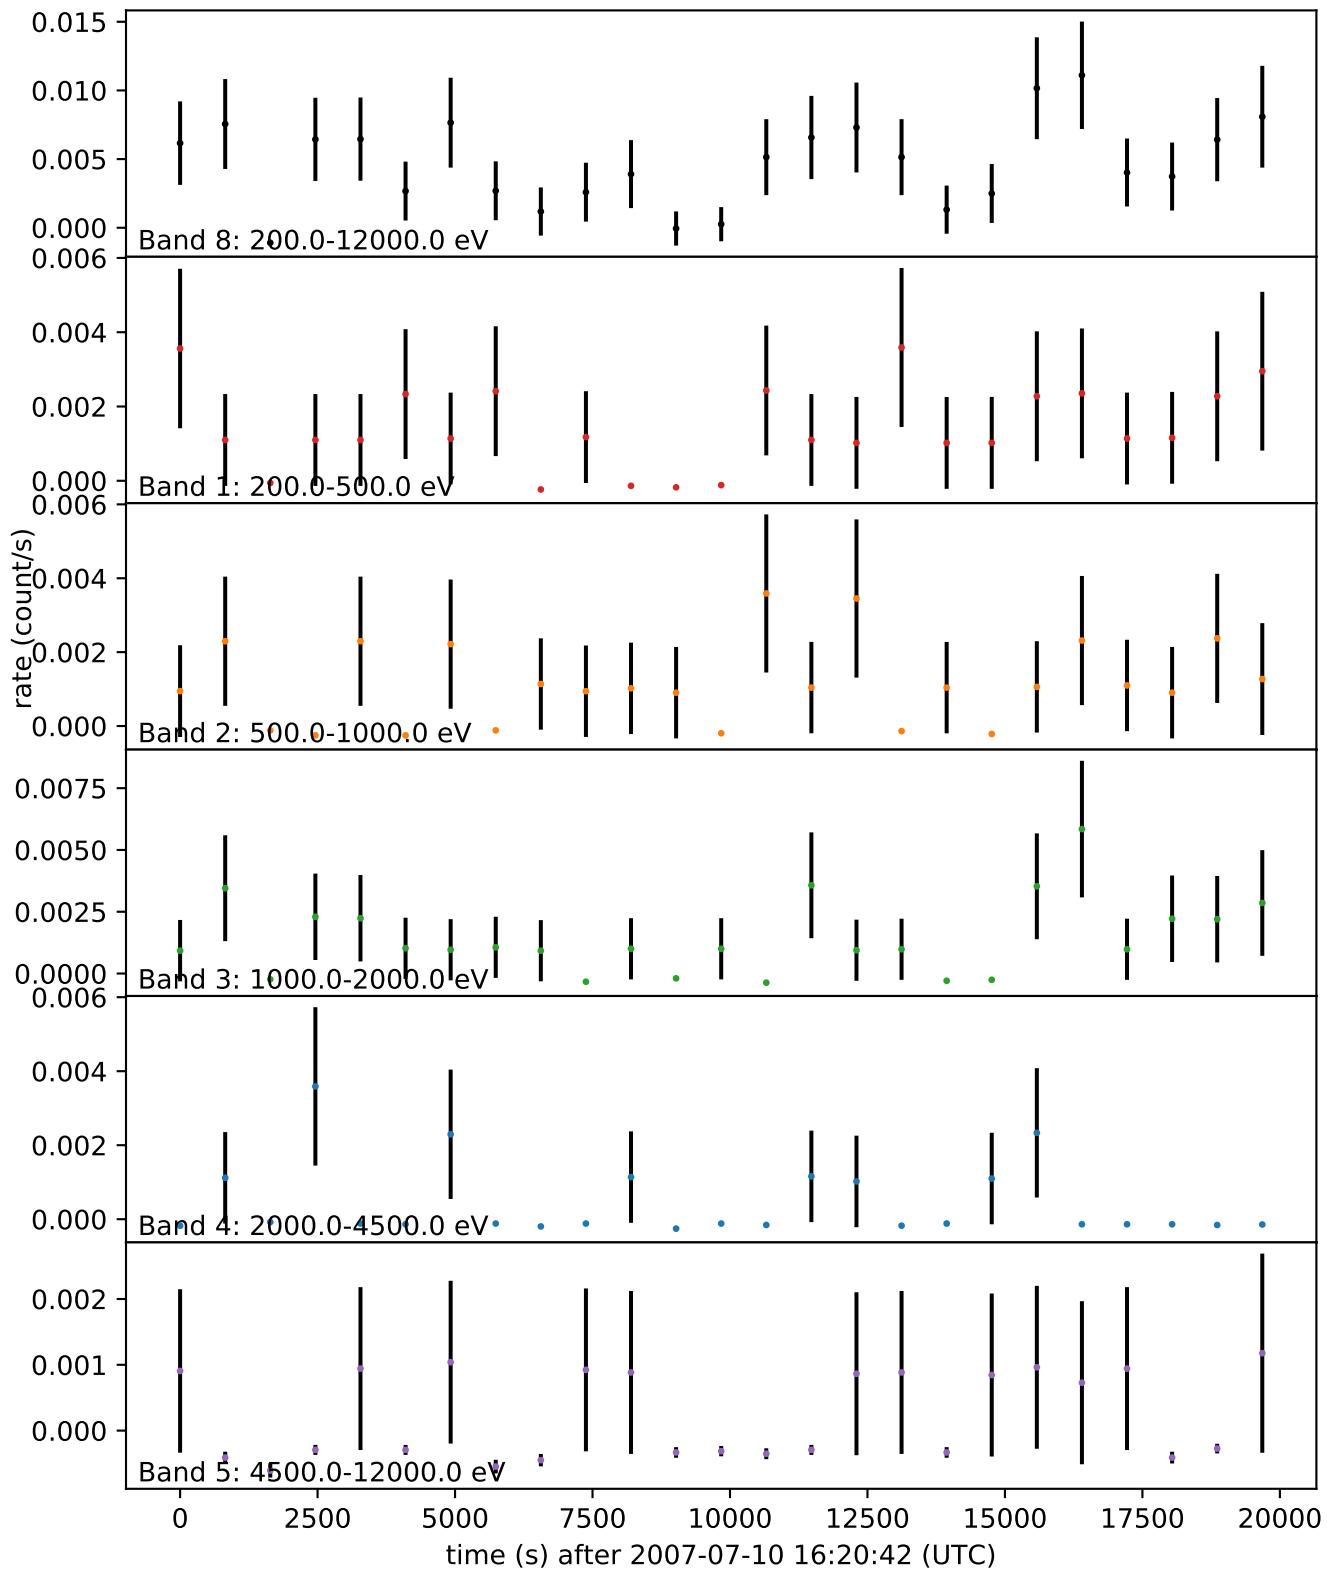 0.015
0.010
0.005
0.000
Band 8: 200.0-12000.0 eV
0.006
0.004
0.002
0.000
Band 1: 200.0-500.0 eV
0.006
0.004
0.002
0.000
Band 2: 500.0-1000.0 eV
rate (count/s)
0.0075
0.0050
0.0025
0.0000
Band 3: 1000.0-2000.0 eV
0.006
0.004
0.002
0.000
Band 4: 2000.0-4500.0 eV
0.002
0.001
0.000
Band 5: 4500.0-12000.0 eV
0 2500 5000 7500 10000 12500 15000 17500 20000
time (s) after 2007-07-10 16:20:42 (UTC)